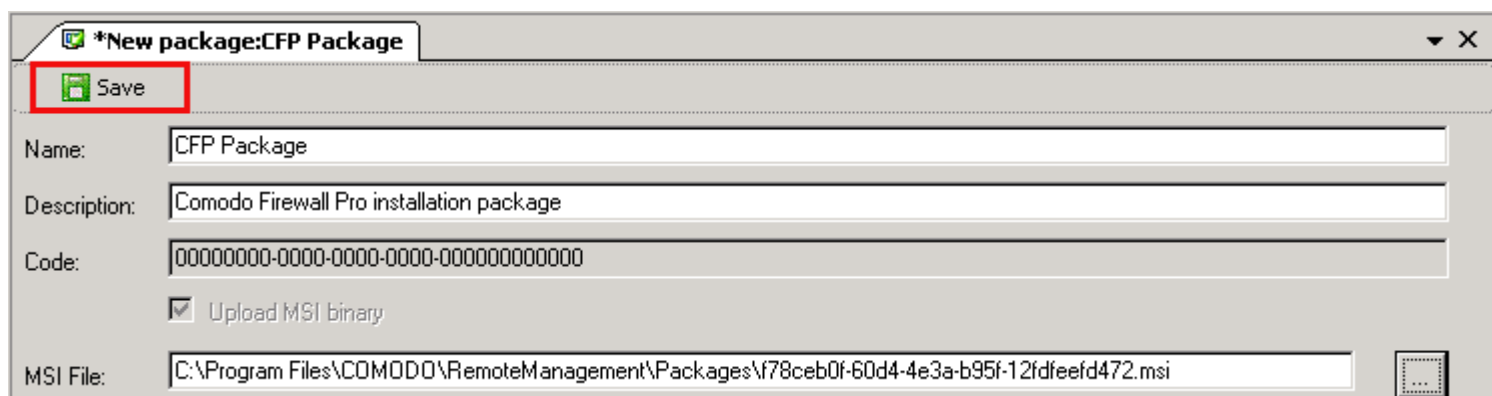 *New package:CFP Package
Save
Name: CFP Package
Description: Comodo Firewall Pro installation package
Code: 00000000-0000-0000-0000-000000000000
Upload MSI binary
MSI File: C:\Program Files\COMODO\RemoteManagement\Packages\f78ceb0f-60d4-4e3a-b95f-12fdfeefd472.msi ...